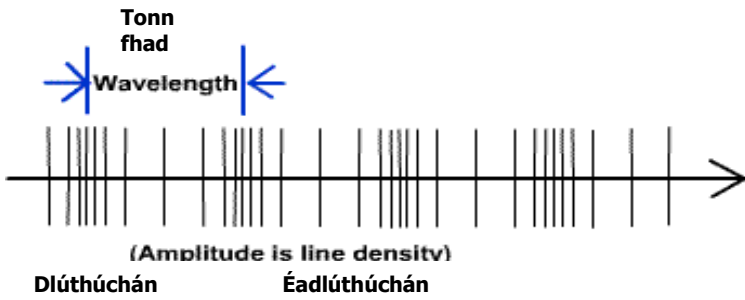 Tonn
fhad
Wavelength
(Amplitude is line density)
Dlúthúchán Éadlúthúchán